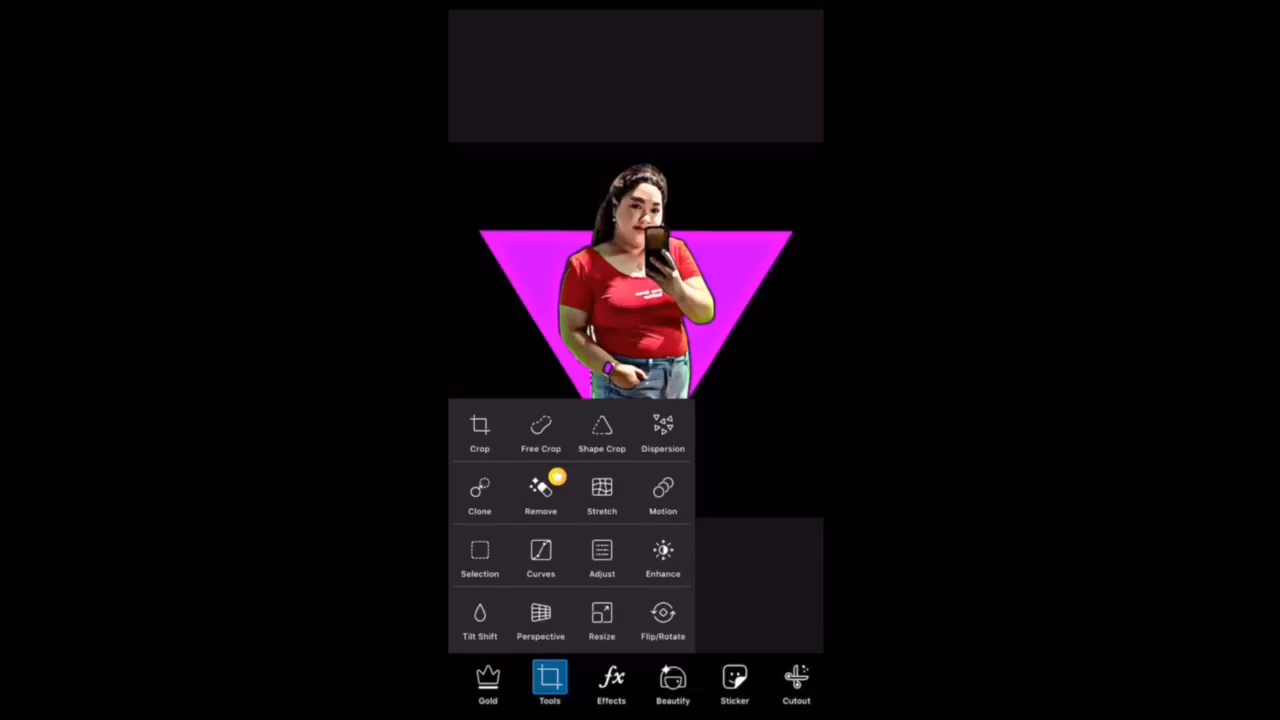 Crop Free Crop Shape Crop Dispersion
Clone Remove Stretch Motion
Selection Curves Adjust Enhance
Tilt Shift Perspective Resize Flip/Rotate
Gold Tools Effects Beautify Sticker Cutout